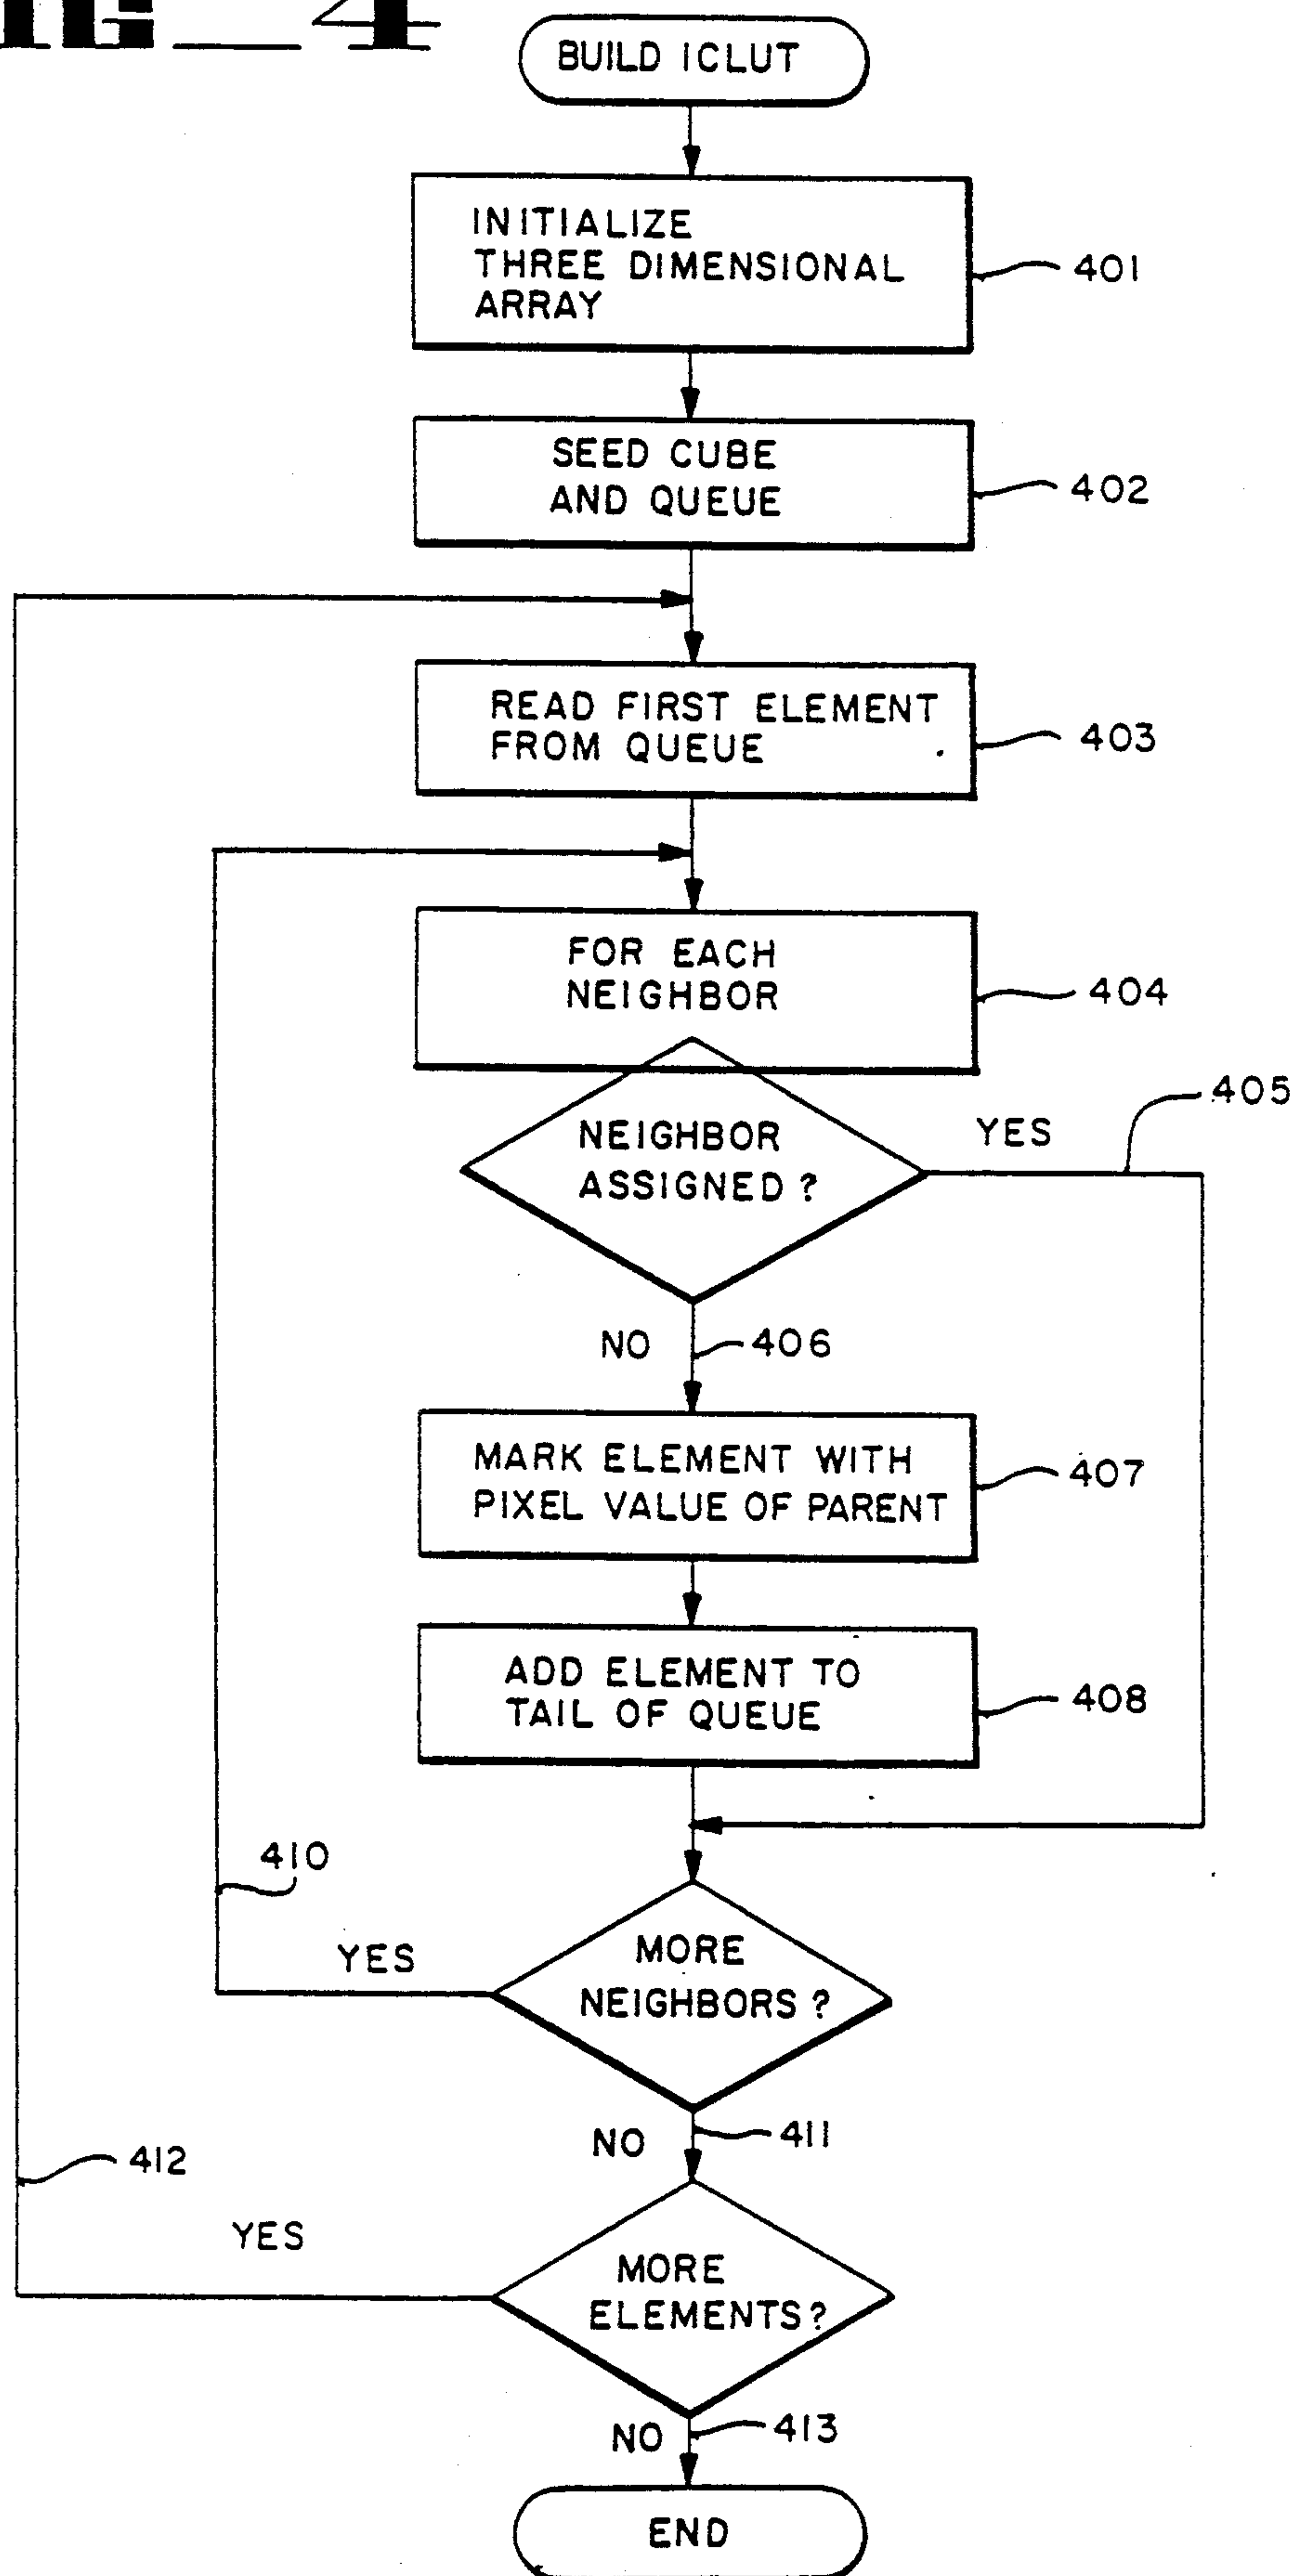 4
BUILD ICLUT
INITIALIZE
THREE DIMENSIONAL
ARRAY
401
SEED CUBE
AND QUEUE
402
READ FIRST ELEMENT
FROM QUEUE
403
FOR EACH
NEIGHBOR
404
405
YES
NEIGHBOR
ASSIGNED ?
NO
406
MARK ELEMENT WITH
PIXEL VALUE OF PARENT
407
ADD ELEMENT TO
TAIL OF QUEUE
408
410
YES
MORE
NEIGHBORS ?
NO
411
412
YES
MORE
ELEMENTS?
NO
413
END